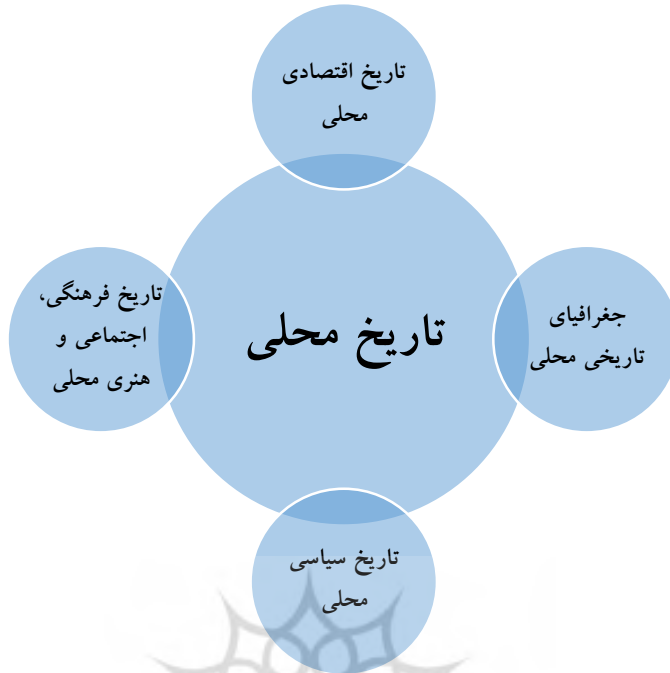 تاریخ اقتصادی
محلی
تاریخ محلی
جغرافیای
تاریخی محلی
تاریخ فرهنگی،
اجتماعی و
هنری محلی
تاریخ سیاسی
محلی